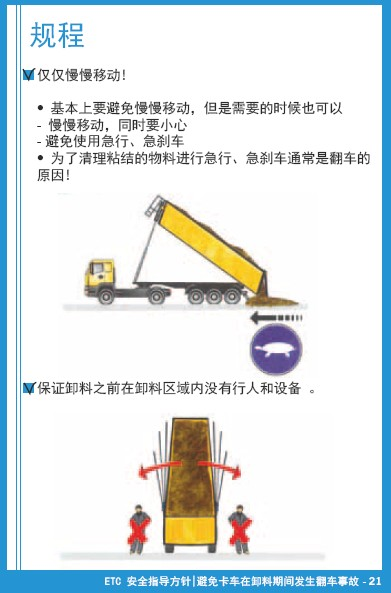 规程
仅仅慢慢移动！
• 基本上要避免慢慢移动，但是需要的时候也可以
- 慢慢移动，同时要小心
- 避免使用急行、急刹车
• 为了清理粘结的物料进行急行、急刹车通常是翻车的
原因！
保证卸料之前在卸料区域内没有行人和设备 。
ETC 安全指导方针|避免卡车在卸料期间发生翻车事故 - 21